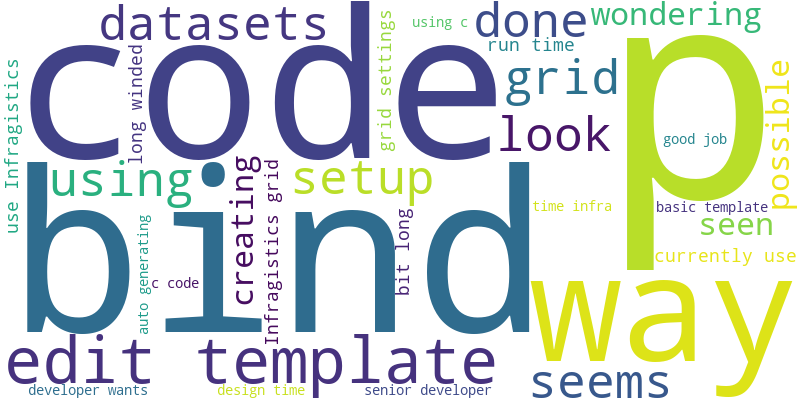 datasets
using c
done
wondering
code
p
long winded
grid settings
run time
grid
use Infragistics
look
good job
possible
bind
using
setup
creating
Infragistics grid
time infra
basic template
seen
bit long
auto generating
currently use
c code
way
edit template
seems
developer wants
design time
senior developer